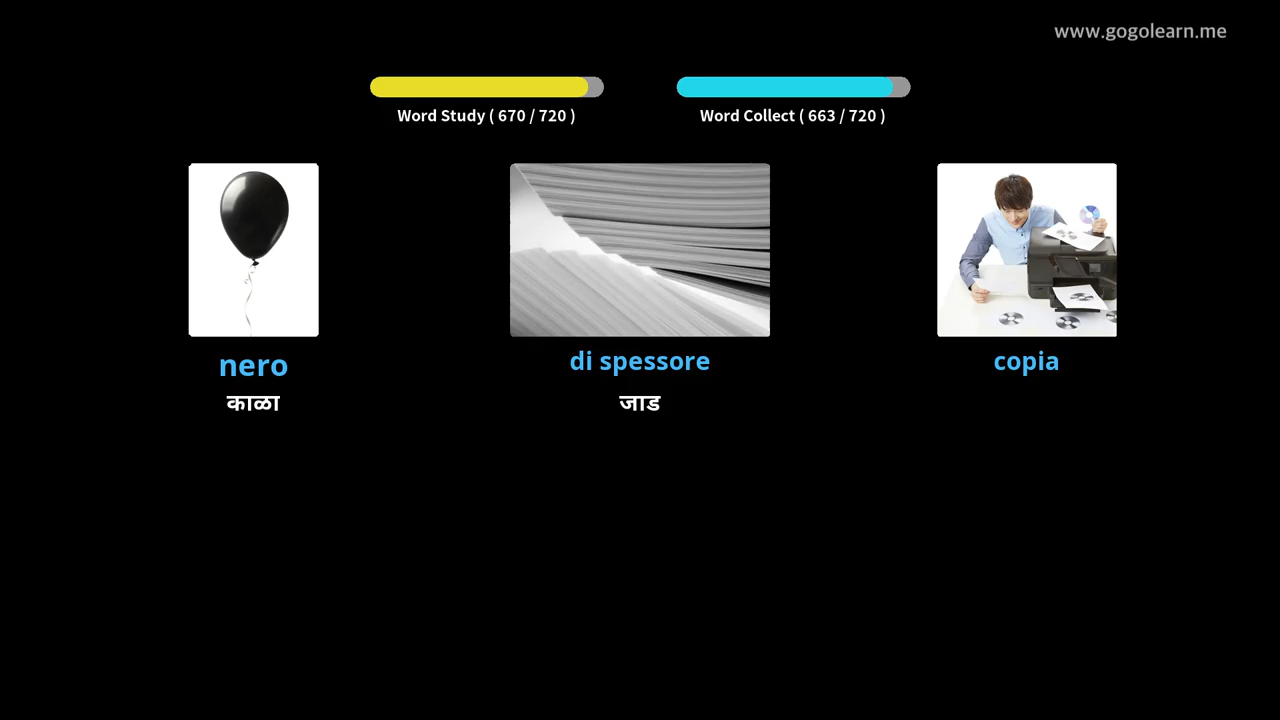 www.gogolearn.me
Word Study ( 670 / 720 )
Word Collect ( 663 / 720 )
nero
di spessore
copia
काळा
जाड